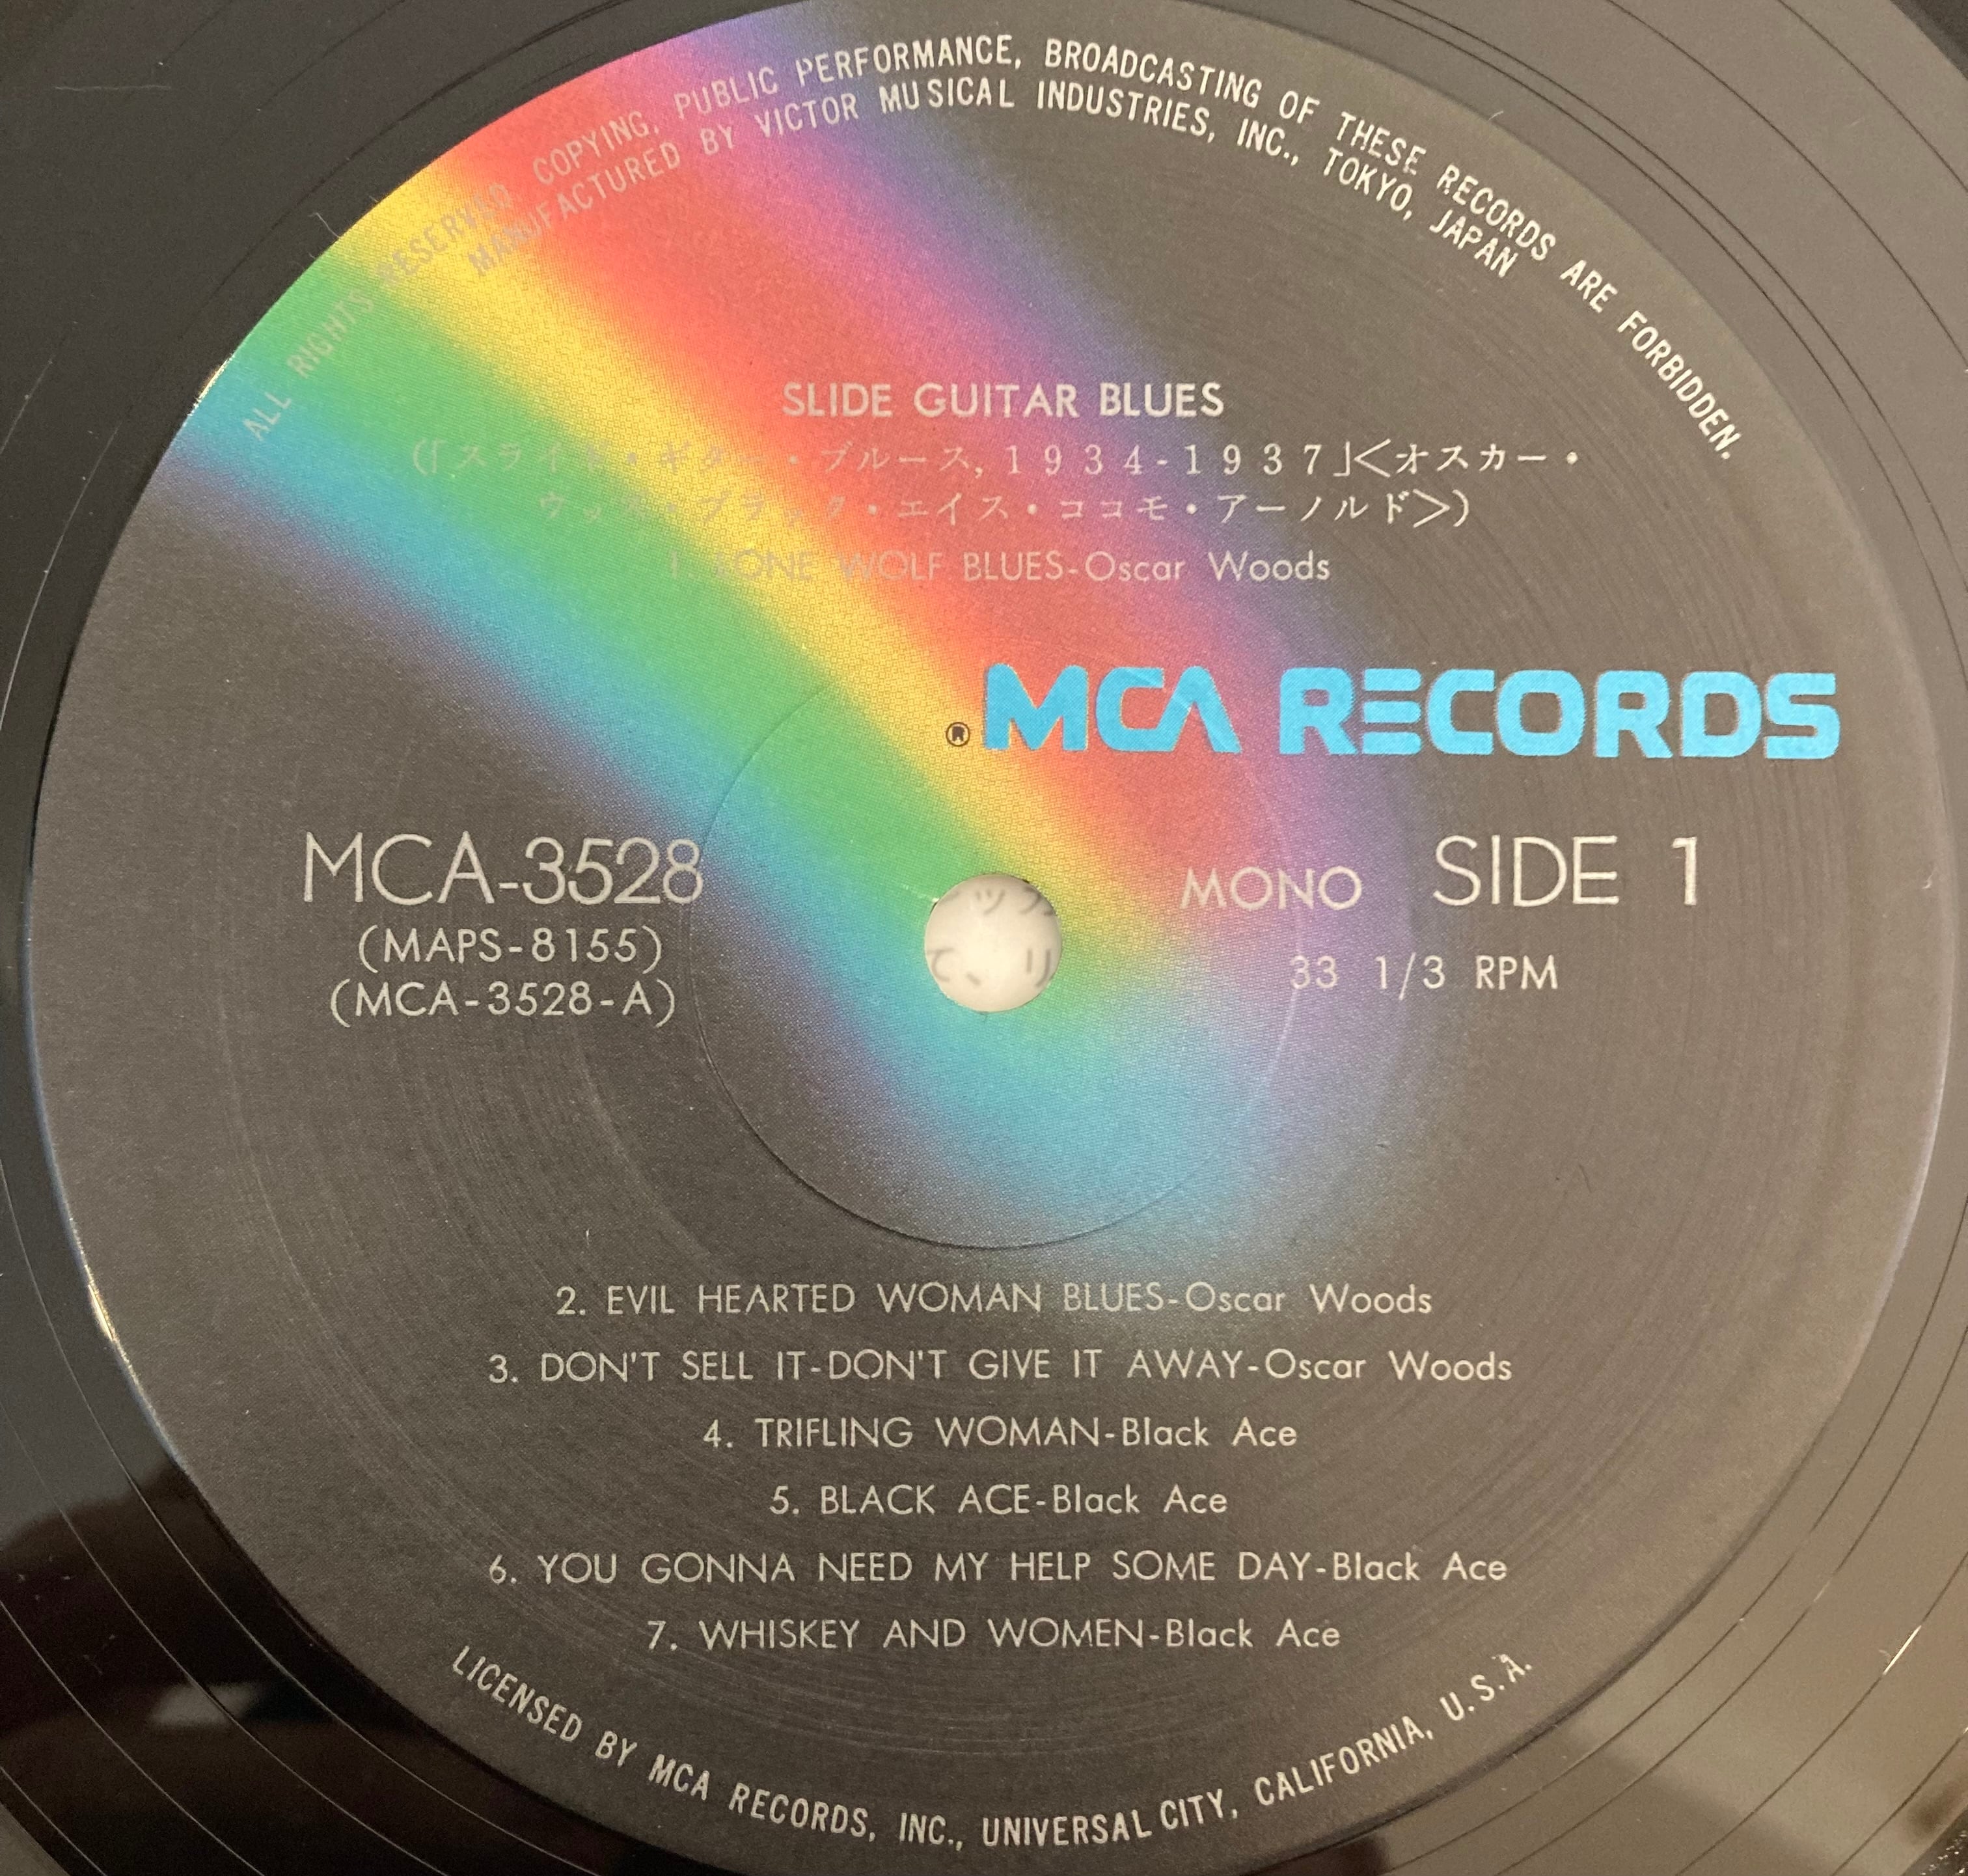 ALL RIGHTS RESERVED. COPYING, PUBLIC PERFORMANCE, BROADCASTING OF THESE RECORDS ARE FORBIDDEN.
MANUFACTURED BY VICTOR MUSICAL INDUSTRIES, INC., TOKYO, JAPAN
SLIDE GUITAR BLUES
(「スライド・ギター・ブルース, 1934-1937」<オスカー・
ウッズ・ブラック・エイス・ココモ・アーノルド>)
1. LONE WOLF BLUES-Oscar Woods
® MCA RECORDS
MCA-3528
(MAPS-8155)
(MCA-3528-A)
MONO SIDE 1
33 1/3 RPM
ッフ
て、リ
2. EVIL HEARTED WOMAN BLUES-Oscar Woods
3. DON'T SELL IT-DON'T GIVE IT AWAY-Oscar Woods
4. TRIFLING WOMAN-Black Ace
5. BLACK ACE-Black Ace
6. YOU GONNA NEED MY HELP SOME DAY-Black Ace
7. WHISKEY AND WOMEN-Black Ace
LICENSED BY MCA RECORDS, INC., UNIVERSAL CITY, CALIFORNIA, U.S.A.